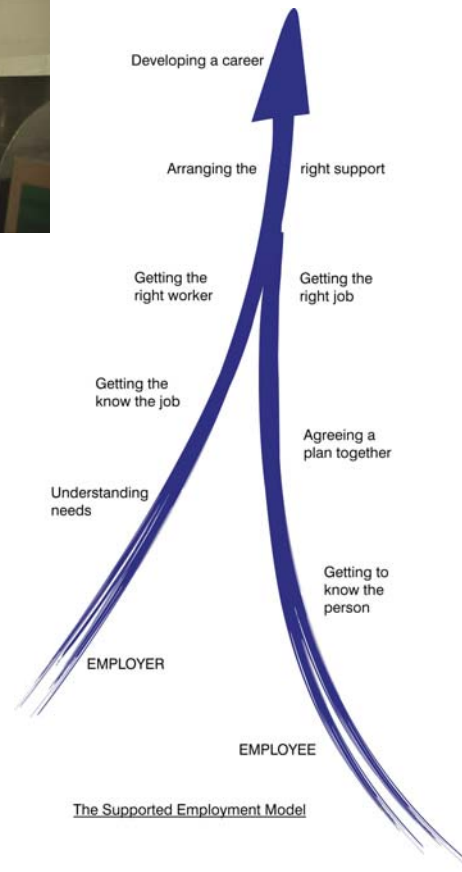 Developing a career
Arranging the right support
Getting the
right worker
Getting the
right job
Getting the
know the job
Agreeing a
plan together
Understanding
needs
Getting to
know the
person
EMPLOYER
EMPLOYEE
The Supported Employment Model